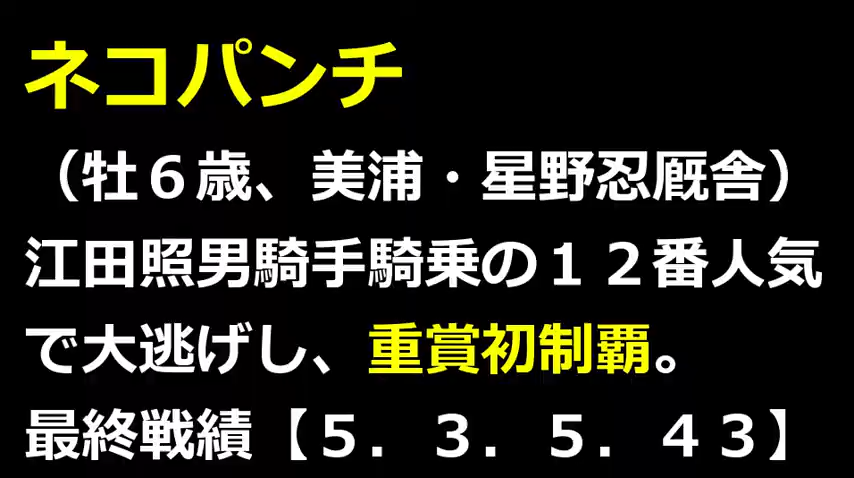 ネコパンチ
（牡６歳、美浦・星野忍厩舎）
江田照男騎手騎乗の１２番人気
で大逃げし、重賞初制覇。
最終戦績【５．３．５．４３】